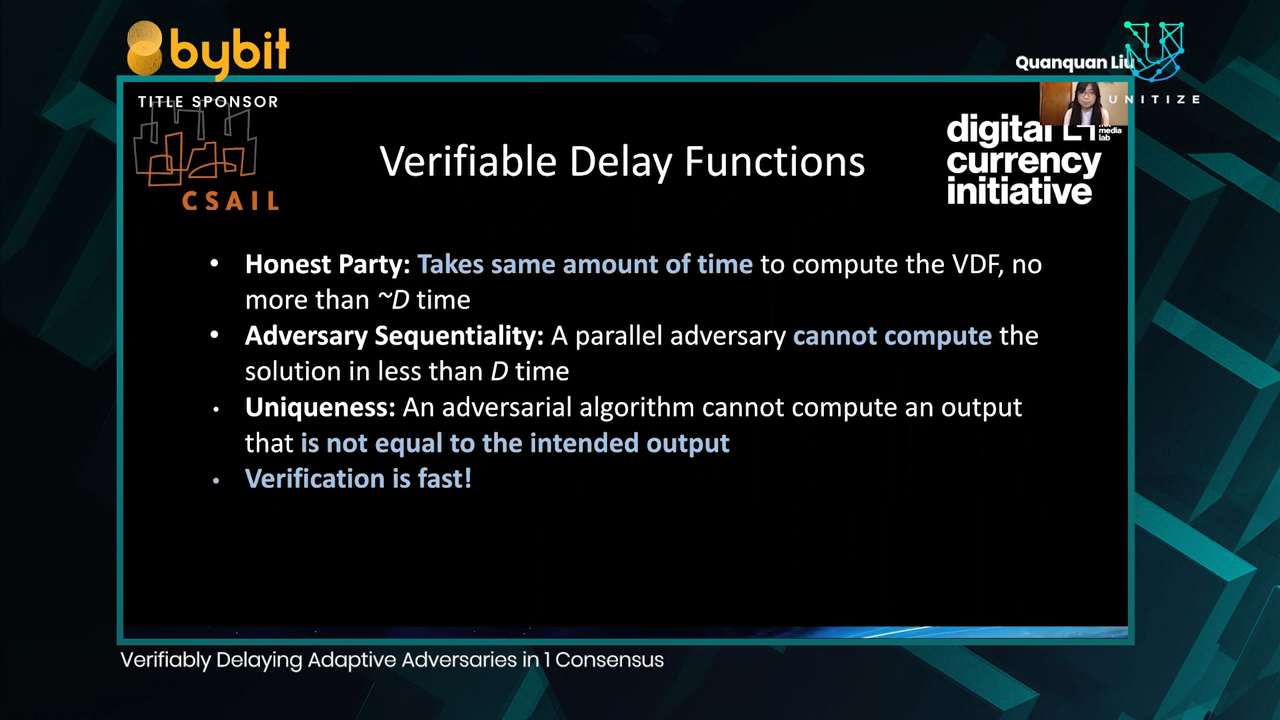 bybit
Quanquan Liu
TITLE SPONSOR
UNITIZE
CSAIL
Verifiable Delay Functions
digital
media
lab
currency
initiative
• Honest Party: Takes same amount of time to compute the VDF, no
more than ~D time
• Adversary Sequentiality: A parallel adversary cannot compute the
solution in less than D time
• Uniqueness: An adversarial algorithm cannot compute an output
that is not equal to the intended output
• Verification is fast!
Verifiably Delaying Adaptive Adversaries in 1 Consensus